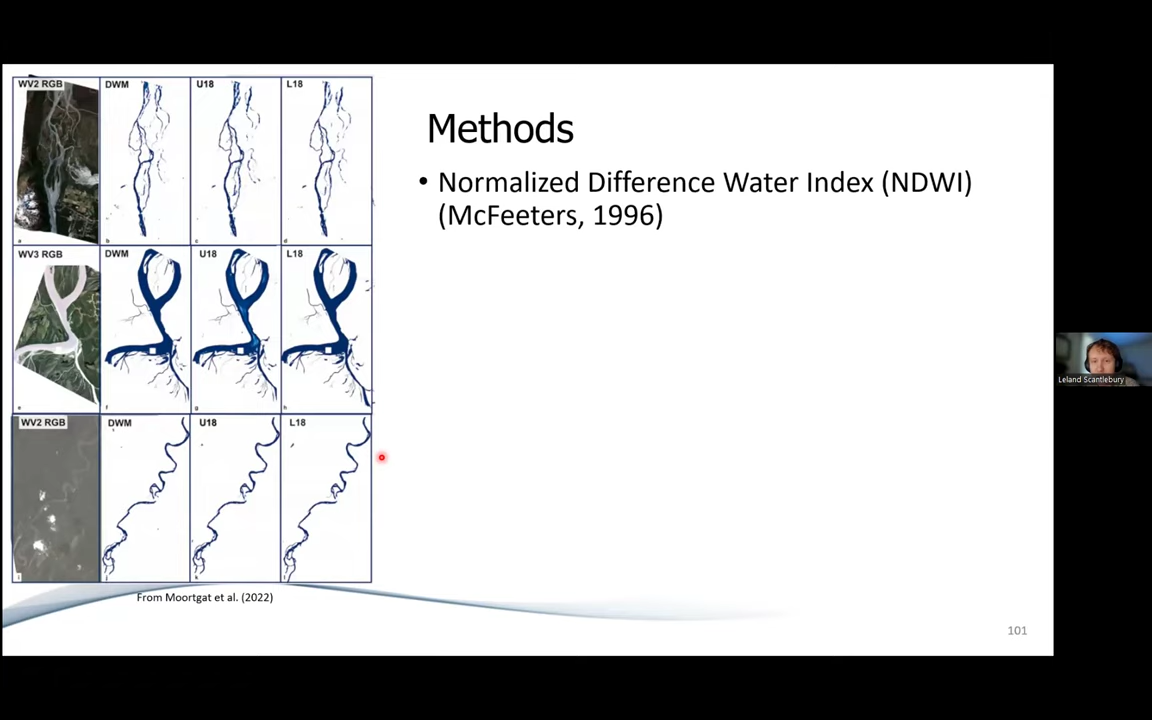 WV2 RGB DWM U18 L18
a b c d
WV3 RGB DWM U18 L18
e f g h
WV2 RGB DWM U18 L18
i j k l
From Moortgat et al. (2022)
Methods
• Normalized Difference Water Index (NDWI)
(McFeeters, 1996)
101
Leland Scantlebury